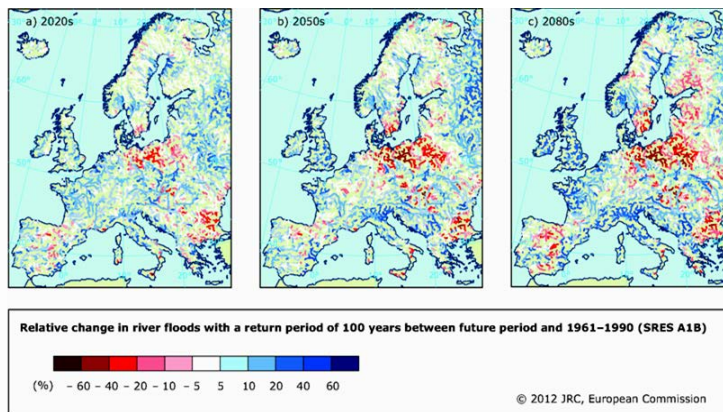 a) 2020s
b) 2050s
c) 2080s
Relative change in river floods with a return period of 100 years between future period and 1961–1990 (SRES A1B)
(%) – 60 – 40 – 20 – 10 – 5 5 10 20 40 60
© 2012 JRC, European Commission